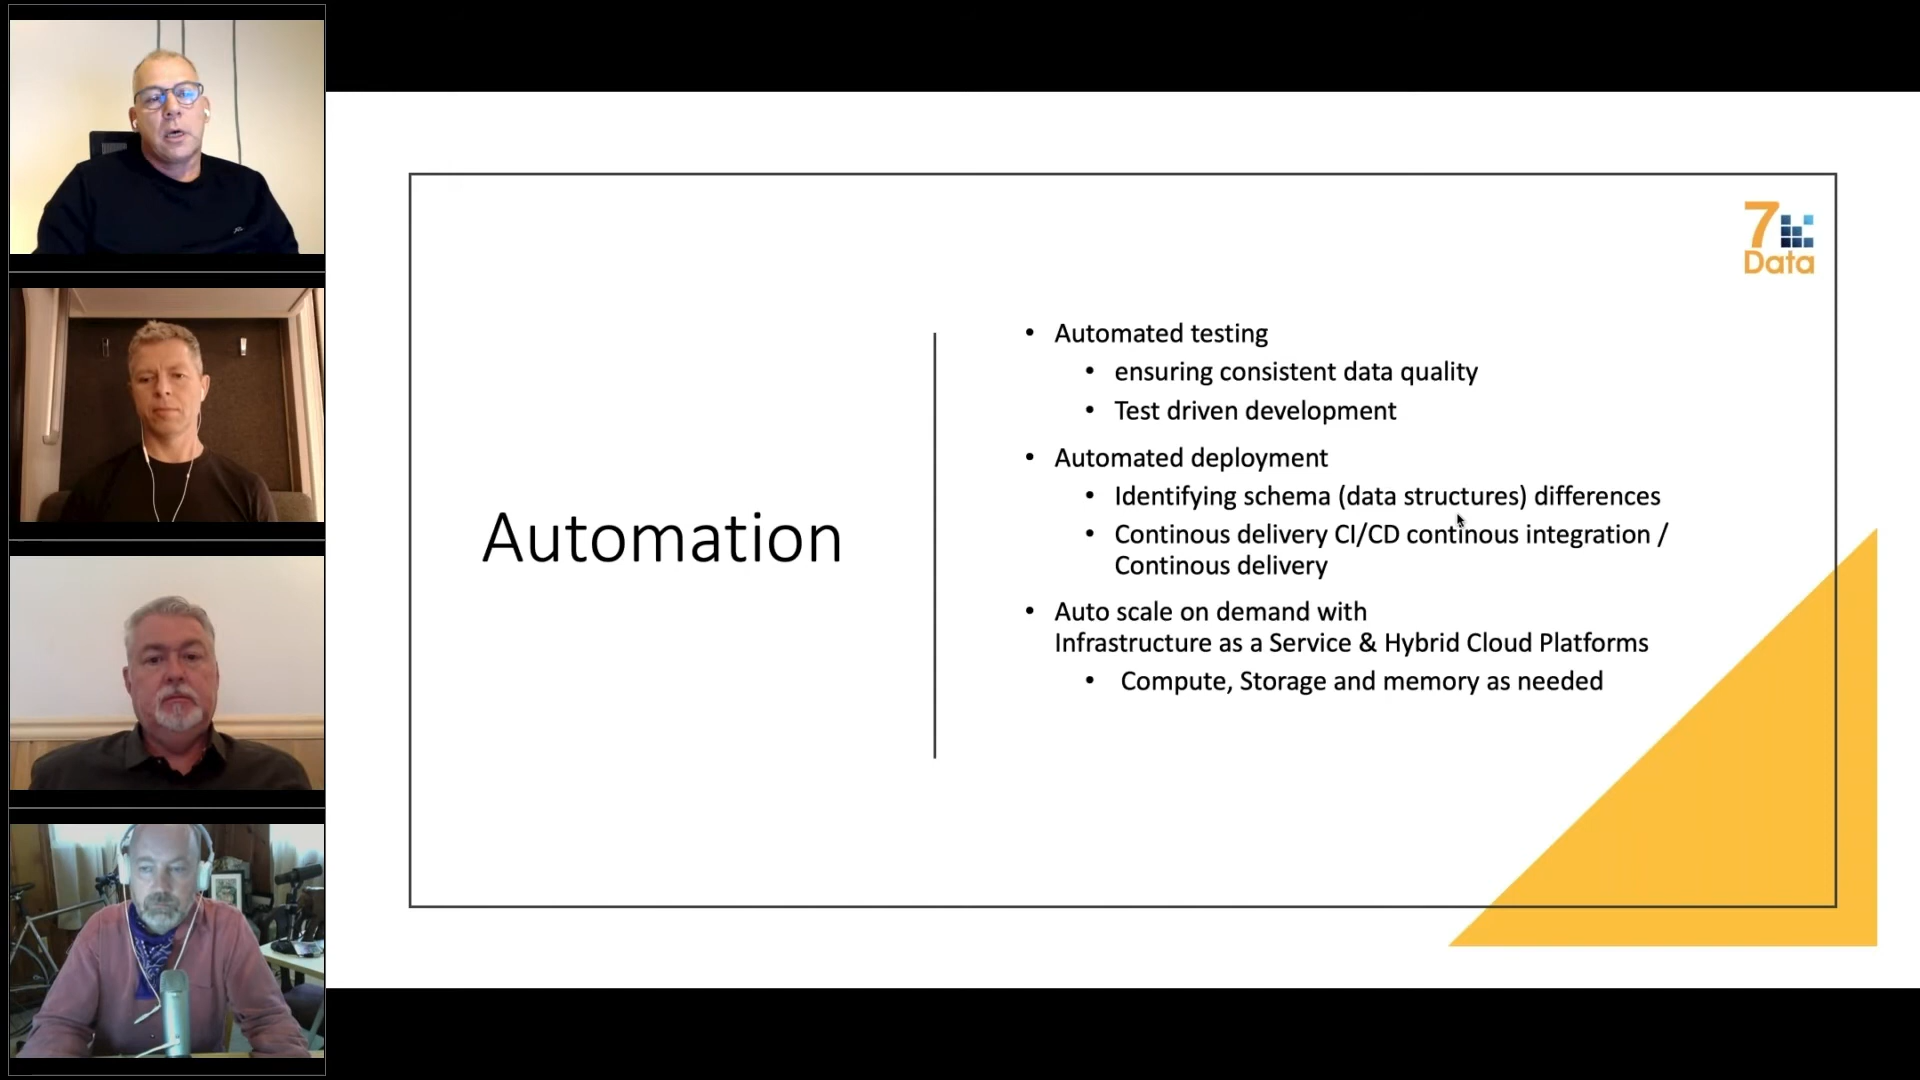 7
Data
Automation
• Automated testing
• ensuring consistent data quality
• Test driven development
• Automated deployment
• Identifying schema (data structures) differences
• Continous delivery CI/CD continous integration /
Continous delivery
• Auto scale on demand with
Infrastructure as a Service & Hybrid Cloud Platforms
• Compute, Storage and memory as needed